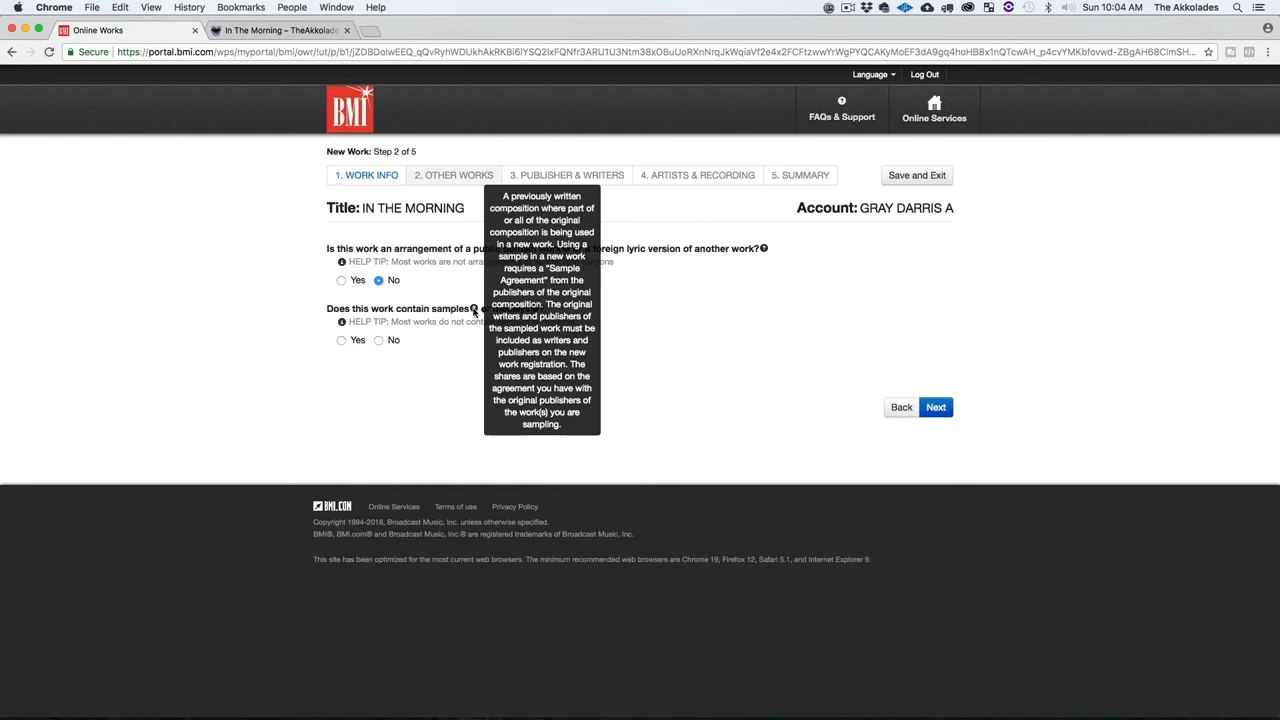 Chrome File Edit View History Bookmarks People Window Help Sun 10:04 AM The Akkolades
Online Works In The Morning – TheAkkolade
Secure https://portal.bmi.com/wps/myportal/bmi/owr/
BMI
Language Log Out
FAQs & Support Online Services
New Work: Step 2 of 5
1. WORK INFO 2. OTHER WORKS 3. PUBLISHER & WRITERS 4. ARTISTS & RECORDING 5. SUMMARY Save and Exit
Title: IN THE MORNING Account: GRAY DARRIS A
Is this work an arrangement of a foreign lyric version of another work?
HELP TIP: Most works are not
Yes No
Does this work contain samples
HELP TIP: Most works do not
Yes No
A previously written
composition where part of
or all of the original
composition is being used
in a new work. Using a
sample in a new work
requires a “Sample
Agreement” from the
publishers of the original
composition. The original
writers and publishers of
the sampled work must be
included as writers and
publishers on the new
work registration. The
shares are based on the
agreement you have with
the original publishers of
the work(s) you are
sampling.
Back Next
BMI.COM Online Services Terms of use Privacy Policy
Copyright 1994-2018, Broadcast Music, Inc. unless otherwise specified.
BMI®, BMI.com® and Broadcast Music, Inc.® are registered trademarks of Broadcast Music, Inc.
This site has been optimized for the most current web browsers. The minimum recommended web browsers are Chrome 19, Firefox 12, Safari 5.1, and Internet Explorer 9.